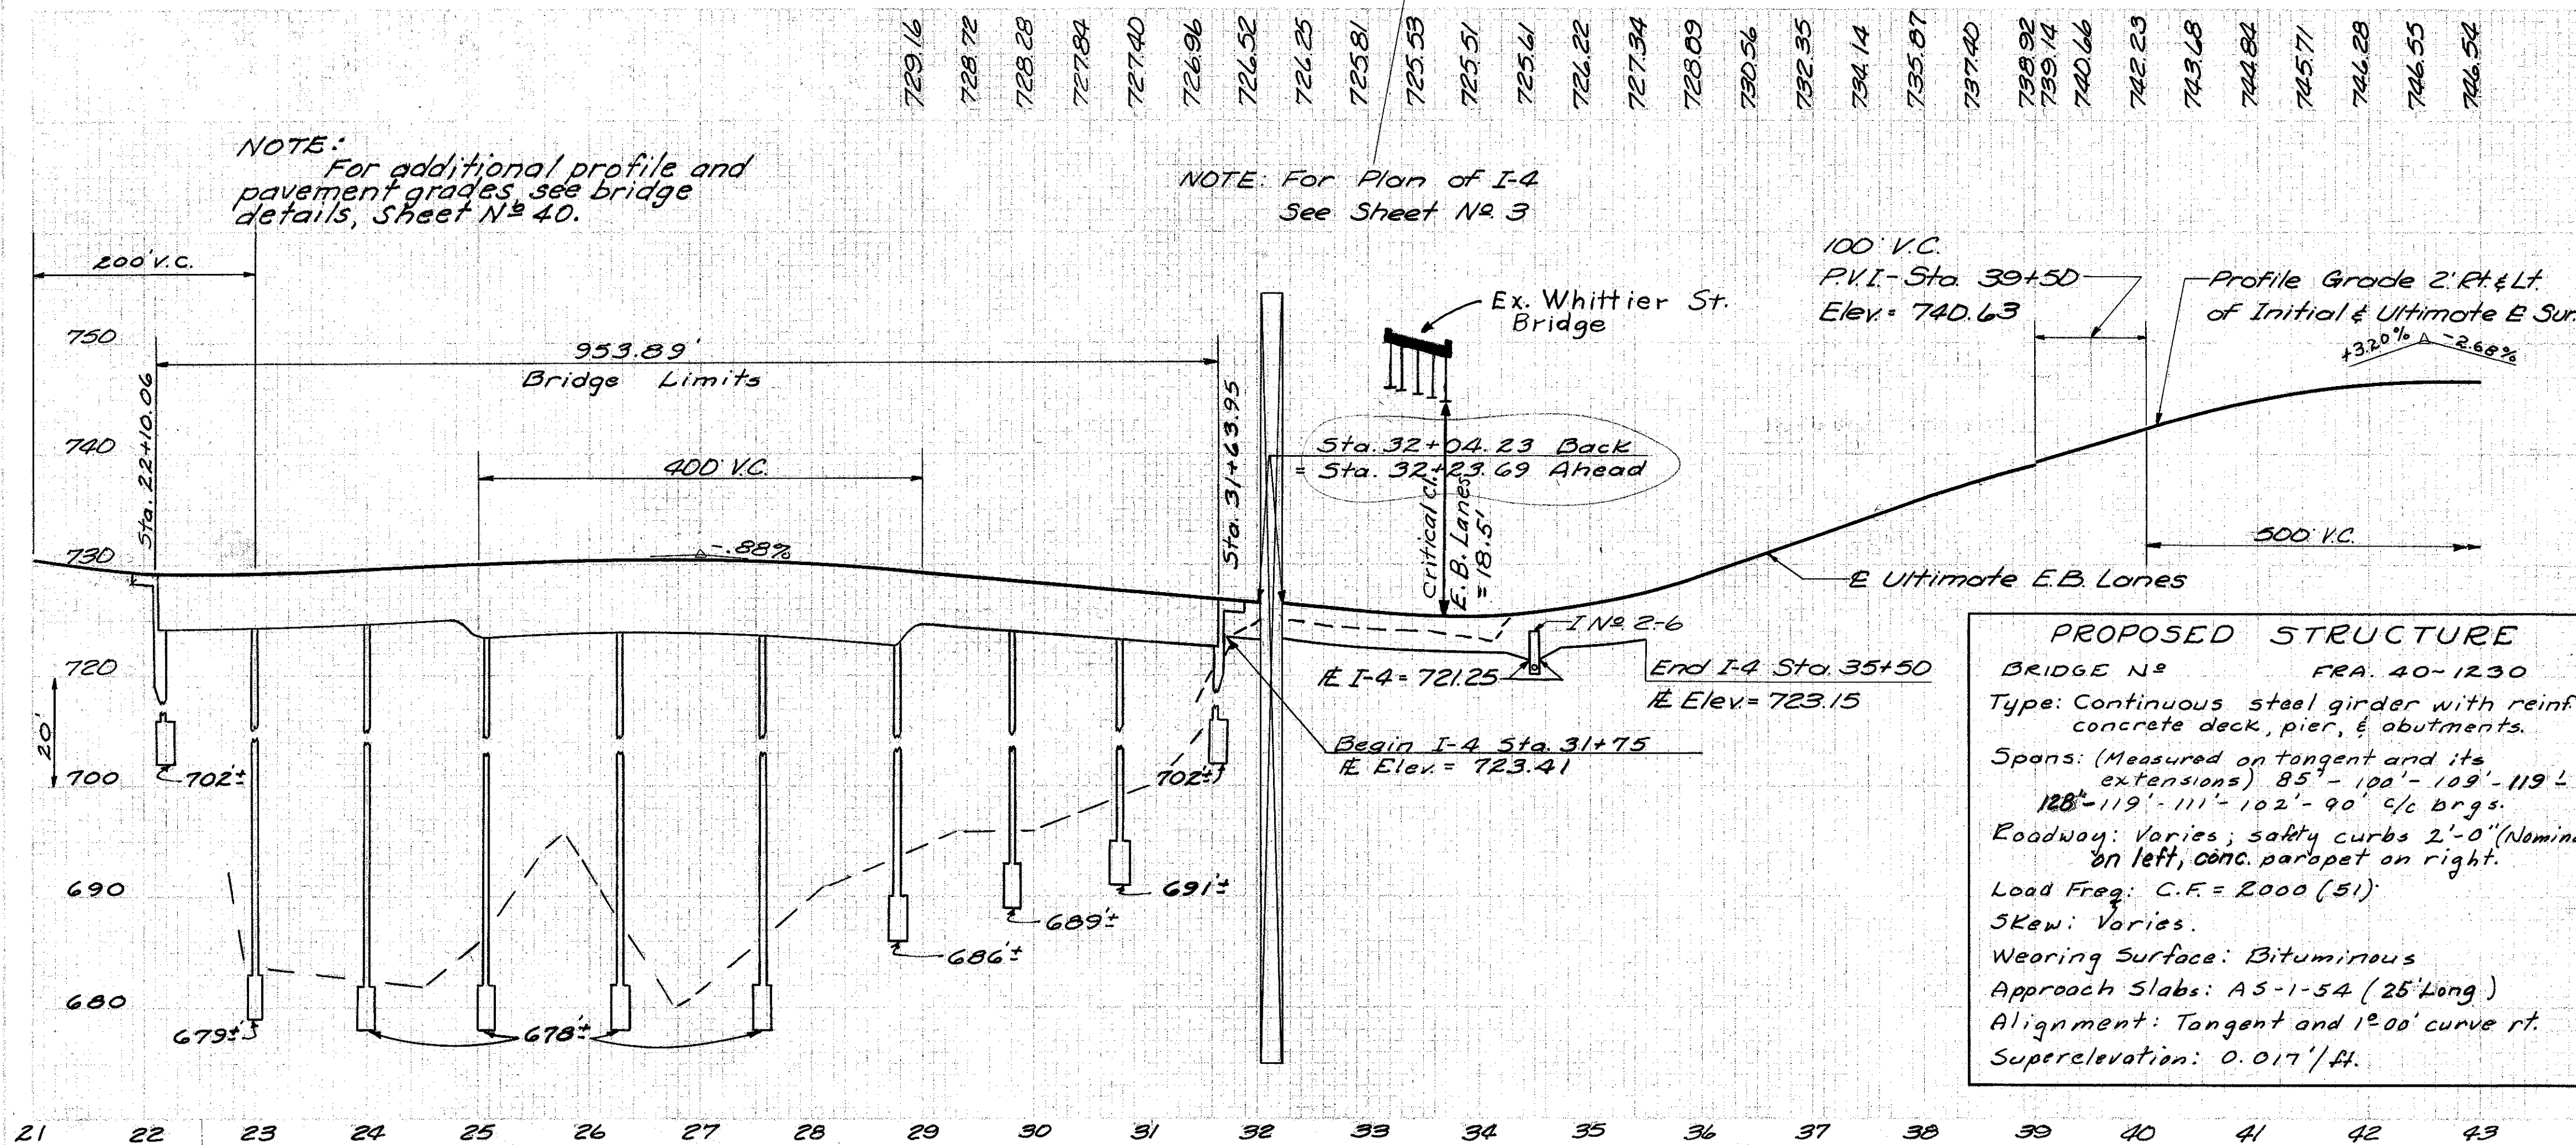 729.16 728.72 728.28 727.84 727.40 726.96 726.52 726.25 725.81 725.53 725.51 725.61 726.22 727.34 728.89 730.56 732.35 734.14 735.87 737.40 738.92 739.14 740.66 742.23 743.68 744.84 745.71 746.28 746.55 746.54
NOTE:
For additional profile and
pavement grades, see bridge
details, Sheet Nº 40.
NOTE: For Plan of I-4
See Sheet Nº 3
200' V.C.
100' V.C.
P.V.I.- Sta. 39+50
Elev. = 740.63
Profile Grade 2' Rt. & Lt.
of Initial & Ultimate ₵ Sur.
+3.20% △ -2.68%
Ex. Whittier St.
Bridge
750
740
730
720
700
690
680
20'
953.89'
Bridge Limits
Sta. 22+10.06
Sta. 31+63.95
400' V.C.
△ -.88%
Sta. 32+04.23 Back
= Sta. 32+23.69 Ahead
Critical cl.
E.B. Lanes
= 18.5'
500' V.C.
₵ Ultimate E.B. Lanes
I Nº 2-6
₶ I-4 = 721.25
End I-4 Sta. 35+50
₶ Elev. = 723.15
Begin I-4 Sta. 31+75
₶ Elev. = 723.41
702'±
702'±
691'±
689'±
686'±
679'±
678'±
PROPOSED STRUCTURE
BRIDGE Nº FRA. 40-1230
Type: Continuous steel girder with reinf.
concrete deck, pier, & abutments.
Spans: (Measured on tangent and its
extensions) 85'- 100'- 109'- 119'-
128'- 119'- 111'- 102'- 90' c/c brgs.
Roadway: Varies; safety curbs 2'-0" (Nomina
on left, conc. parapet on right.
Load Freq: C.F. = 2000 (51)
Skew: Varies.
Wearing Surface: Bituminous
Approach Slabs: AS-1-54 (25' Long)
Alignment: Tangent and 1º00' curve rt.
Superelevation: 0.017'/ft.
21 22 23 24 25 26 27 28 29 30 31 32 33 34 35 36 37 38 39 40 41 42 43